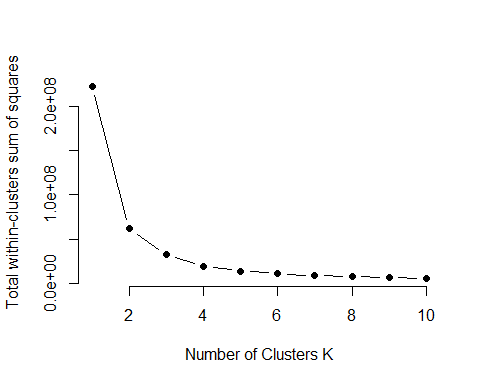 Total within-clusters sum of squares
2.0e+08
1.0e+08
0.0e+00
2 4 6 8 10
Number of Clusters K